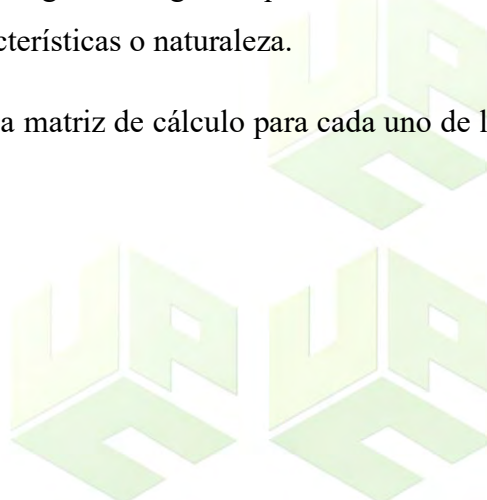 cterísticas o naturaleza.
a matriz de cálculo para cada uno de l